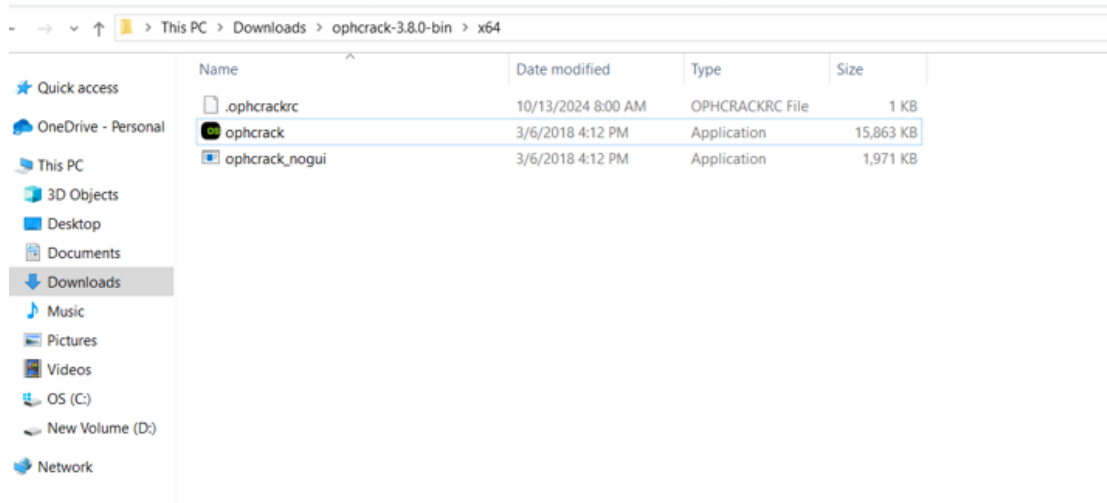 This PC > Downloads > ophcrack-3.8.0-bin > x64
Name Date modified Type Size
.ophcrackrc 10/13/2024 8:00 AM OPHCRACKRC File 1 KB
OS ophcrack 3/6/2018 4:12 PM Application 15,863 KB
ophcrack_nogui 3/6/2018 4:12 PM Application 1,971 KB
Quick access
OneDrive - Personal
This PC
3D Objects
Desktop
Documents
Downloads
Music
Pictures
Videos
OS (C:)
New Volume (D:)
Network